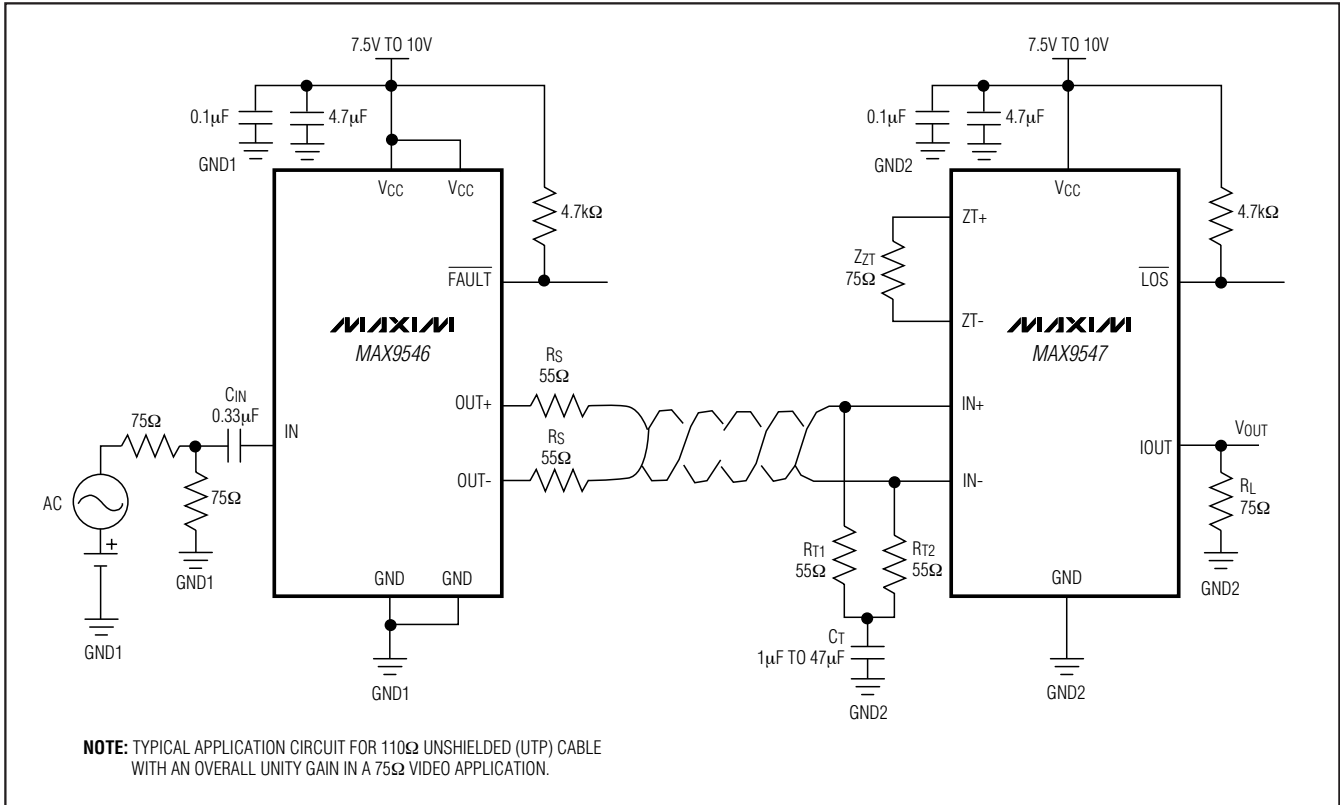 7.5V TO 10V
0.1µF
4.7µF
GND1
VCC
VCC
4.7kΩ
FAULT
MAXIM
MAX9546
IN
OUT+
OUT-
GND
GND
GND1
AC
+
GND1
75Ω
75Ω
GND1
CIN
0.33µF
RS
55Ω
RS
55Ω
7.5V TO 10V
0.1µF
4.7µF
GND2
VCC
4.7kΩ
ZT+
ZZT
75Ω
ZT-
LOS
MAXIM
MAX9547
IN+
IN-
IOUT
VOUT
RL
75Ω
GND2
RT1
55Ω
RT2
55Ω
CT
1µF TO 47µF
GND2
GND
GND2
NOTE: TYPICAL APPLICATION CIRCUIT FOR 110Ω UNSHIELDED (UTP) CABLE
WITH AN OVERALL UNITY GAIN IN A 75Ω VIDEO APPLICATION.